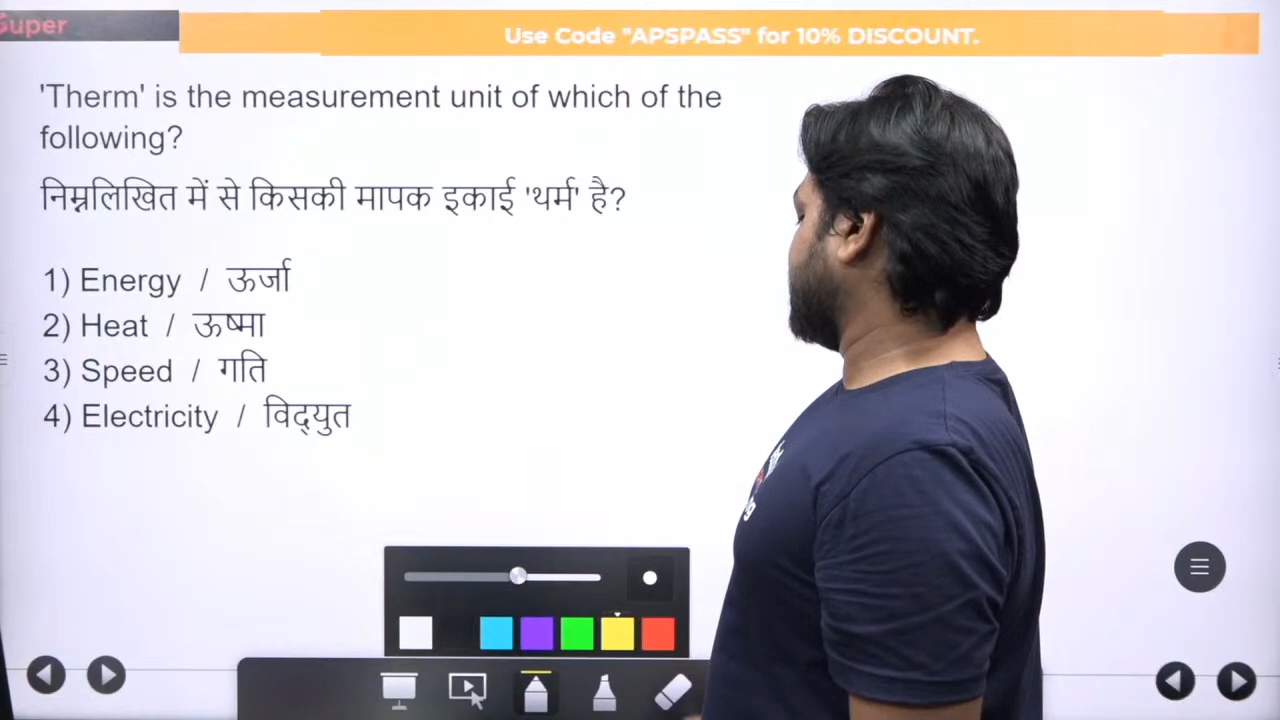 Super
Use Code "APSPASS" for 10% DISCOUNT.
'Therm' is the measurement unit of which of the
following?
निम्नलिखित में से किसकी मापक इकाई 'थर्म' है?
1) Energy / ऊर्जा
2) Heat / ऊष्मा
3) Speed / गति
4) Electricity / विद्युत